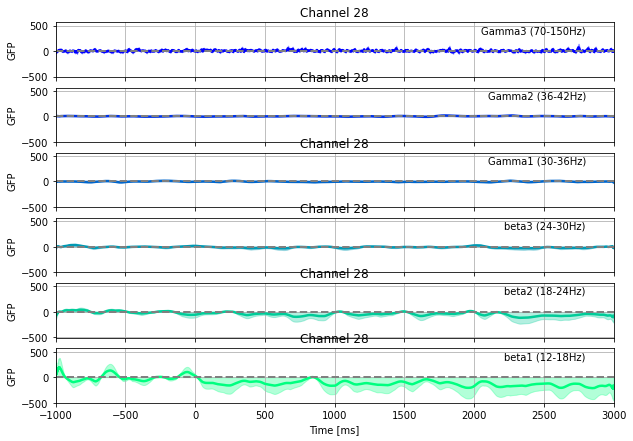 Channel 28
500
GFP
Gamma3 (70-150Hz)
−500
Channel 28
500
GFP
Gamma2 (36-42Hz)
0
−500
Channel 28
500
GFP
Gamma1 (30-36Hz)
0
−500
Channel 28
500
GFP
beta3 (24-30Hz)
0
−500
Channel 28
500
GFP
beta2 (18-24Hz)
0
−500
Channel 28
500
GFP
beta1 (12-18Hz)
0
−500
−1000 −500 0 500 1000 1500 2000 2500 3000
Time [ms]